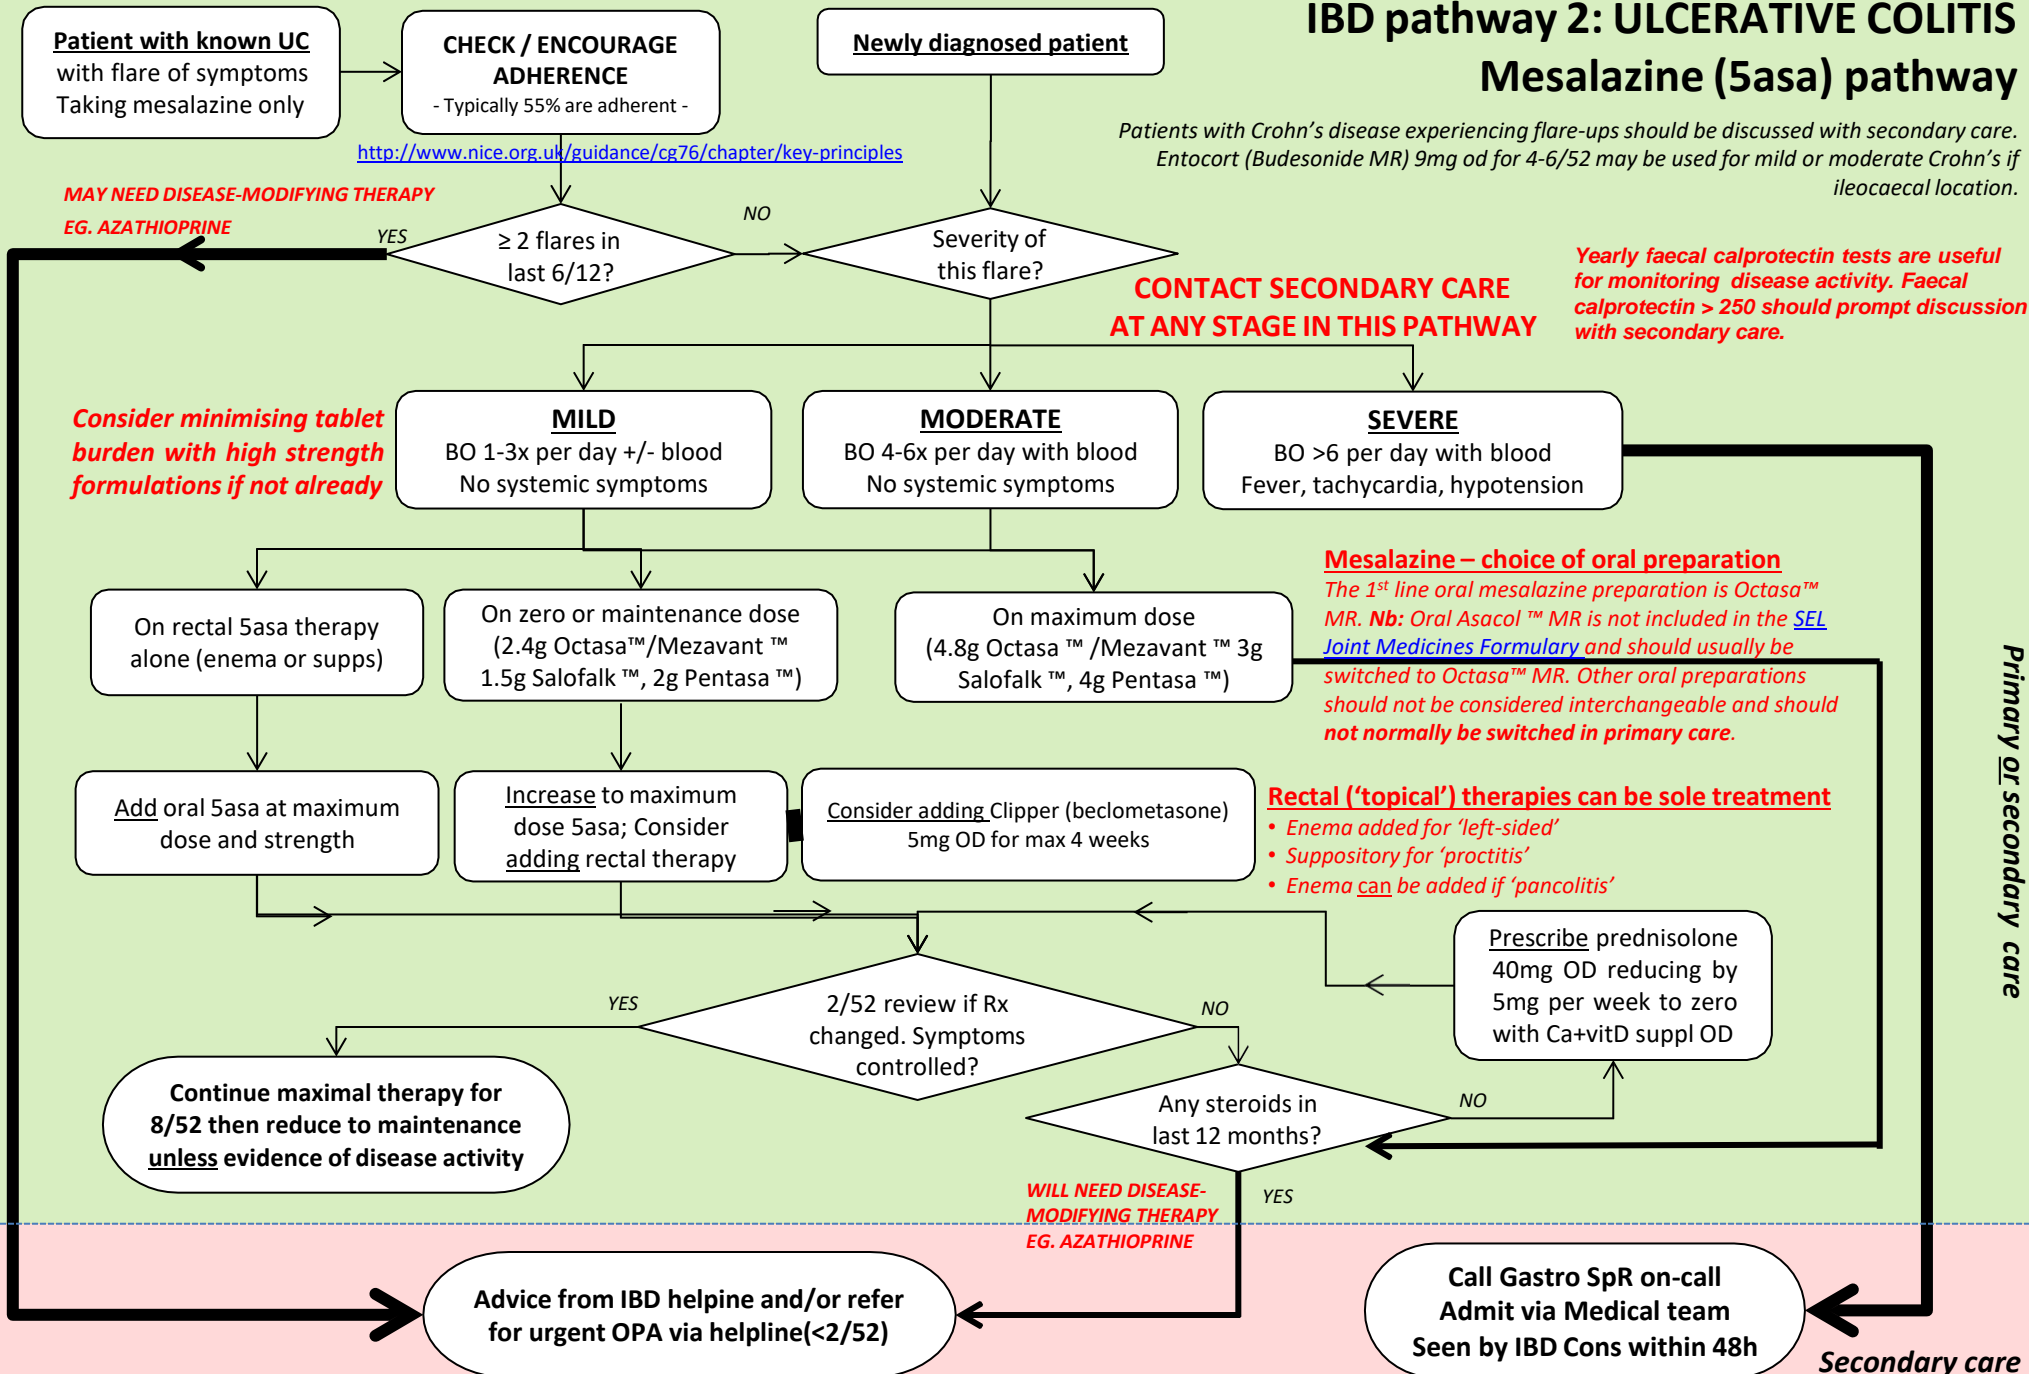 IBD pathway 2: ULCERATIVE COLITIS
Mesalazine (5asa) pathway
Patients with Crohn’s disease experiencing flare-ups should be discussed with secondary care.
Entocort (Budesonide MR) 9mg od for 4-6/52 may be used for mild or moderate Crohn’s if
ileocaecal location.
Patient with known UC
with flare of symptoms
Taking mesalazine only
CHECK / ENCOURAGE
ADHERENCE
- Typically 55% are adherent -
Newly diagnosed patient
http://www.nice.org.uk/guidance/cg76/chapter/key-principles
MAY NEED DISEASE-MODIFYING THERAPY
EG. AZATHIOPRINE
YES
≥ 2 flares in
last 6/12?
NO
Severity of
this flare?
CONTACT SECONDARY CARE
AT ANY STAGE IN THIS PATHWAY
Yearly faecal calprotectin tests are useful
for monitoring disease activity. Faecal
calprotectin > 250 should prompt discussion
with secondary care.
Consider minimising tablet
burden with high strength
formulations if not already
MILD
BO 1-3x per day +/- blood
No systemic symptoms
MODERATE
BO 4-6x per day with blood
No systemic symptoms
SEVERE
BO >6 per day with blood
Fever, tachycardia, hypotension
On rectal 5asa therapy
alone (enema or supps)
On zero or maintenance dose
(2.4g Octasa™/Mezavant ™
1.5g Salofalk ™, 2g Pentasa ™)
On maximum dose
(4.8g Octasa ™ /Mezavant ™ 3g
Salofalk ™, 4g Pentasa ™)
Mesalazine – choice of oral preparation
The 1st line oral mesalazine preparation is Octasa™
MR. Nb: Oral Asacol ™ MR is not included in the SEL
Joint Medicines Formulary and should usually be
switched to Octasa™ MR. Other oral preparations
should not be considered interchangeable and should
not normally be switched in primary care.
Add oral 5asa at maximum
dose and strength
Increase to maximum
dose 5asa; Consider
adding rectal therapy
Consider adding Clipper (beclometasone)
5mg OD for max 4 weeks
Rectal (‘topical’) therapies can be sole treatment
• Enema added for ‘left-sided’
• Suppository for ‘proctitis’
• Enema can be added if ‘pancolitis’
Primary or secondary care
Prescribe prednisolone
40mg OD reducing by
5mg per week to zero
with Ca+vitD suppl OD
YES
2/52 review if Rx
changed. Symptoms
controlled?
NO
Continue maximal therapy for
8/52 then reduce to maintenance
unless evidence of disease activity
Any steroids in
last 12 months?
NO
WILL NEED DISEASE-
MODIFYING THERAPY
EG. AZATHIOPRINE
YES
Advice from IBD helpine and/or refer
for urgent OPA via helpline(<2/52)
Call Gastro SpR on-call
Admit via Medical team
Seen by IBD Cons within 48h
Secondary care